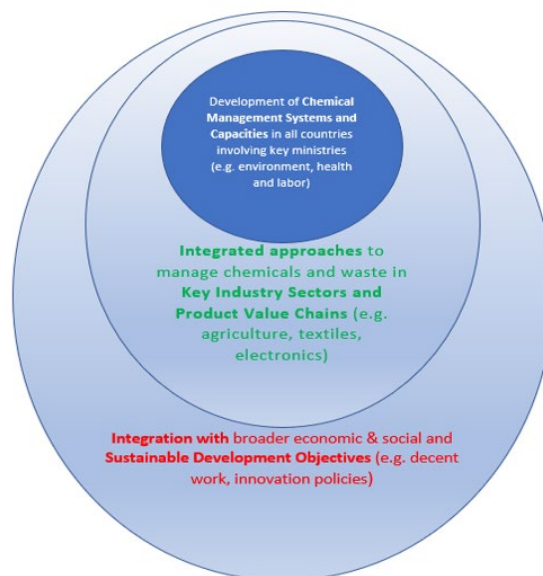 Development of Chemical
Management Systems and
Capacities in all countries
involving key ministries
(e.g. environment, health
and labor)
Integrated approaches to
manage chemicals and waste in
Key Industry Sectors and
Product Value Chains (e.g.
agriculture, textiles,
electronics)
Integration with broader economic & social and
Sustainable Development Objectives (e.g. decent
work, innovation policies)